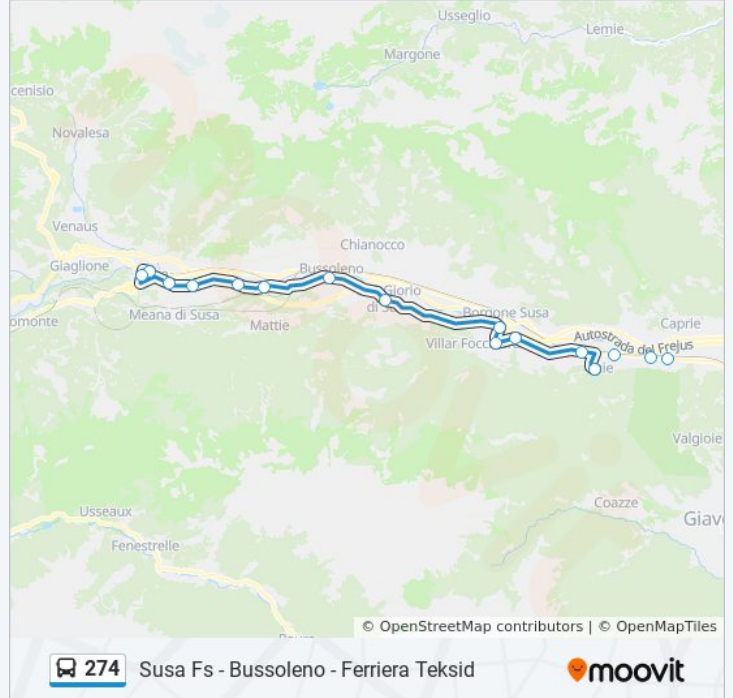 Usseglio
Lemie
Margone
cenisio
Novalesa
Venaus
Chianocco
Giaglione
Bussoleno
Giorio
di
omonte
Meana di Susa
Borgone Susa
Mattie
Caprie
Villar Focc
Autostrada del Frejus
ie
Valgioie
Coazze
Usseaux
Giav
Fenestrelle
© OpenStreetMap contributors | © OpenMapTiles
274 Susa Fs - Bussoleno - Ferriera Teksid
moovit